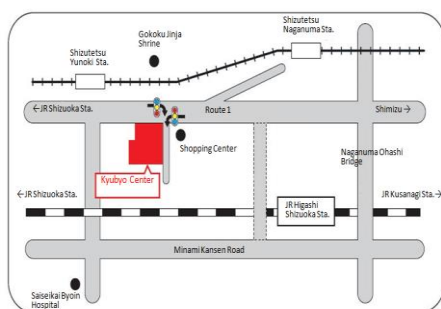 Shizutetsu
Naganuma Sta.
Gokoku Jinja
Shrine
Shizutetsu
Yunoki Sta.
←JR Shizuoka Sta.
Route 1
Shimizu→
Shopping Center
Naganuma Ohashi
Bridge
Kyubyo Center
←JR Shizuoka Sta.
JR Kusanagi Sta.→
JR Higashi
Shizuoka Sta.
Minami Kansen Road
Saiseikai Byoin
Hospital